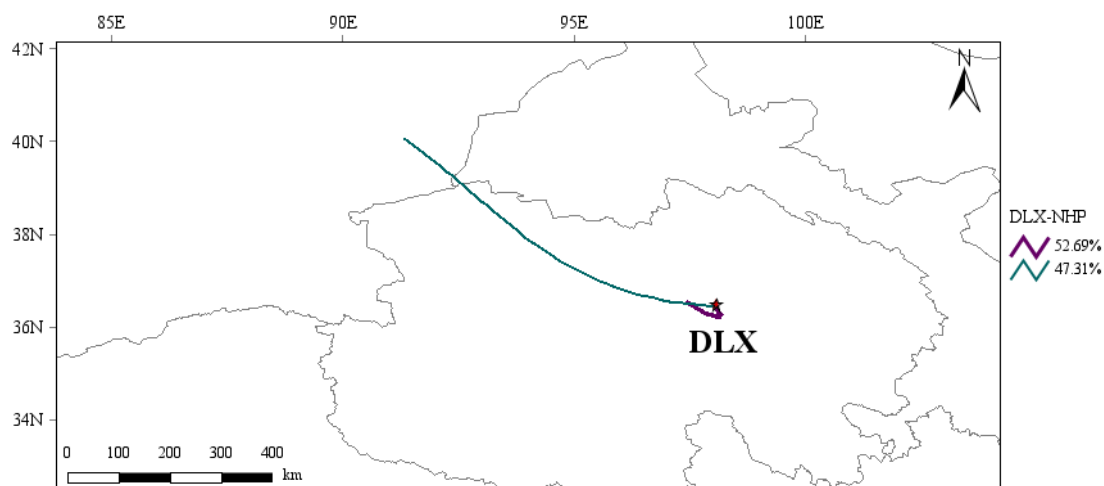 85E 90E 95E 100E
42N
N
40N
38N
DLX-NHP
52.69%
47.31%
36N
DLX
34N
0 100 200 300 400
km